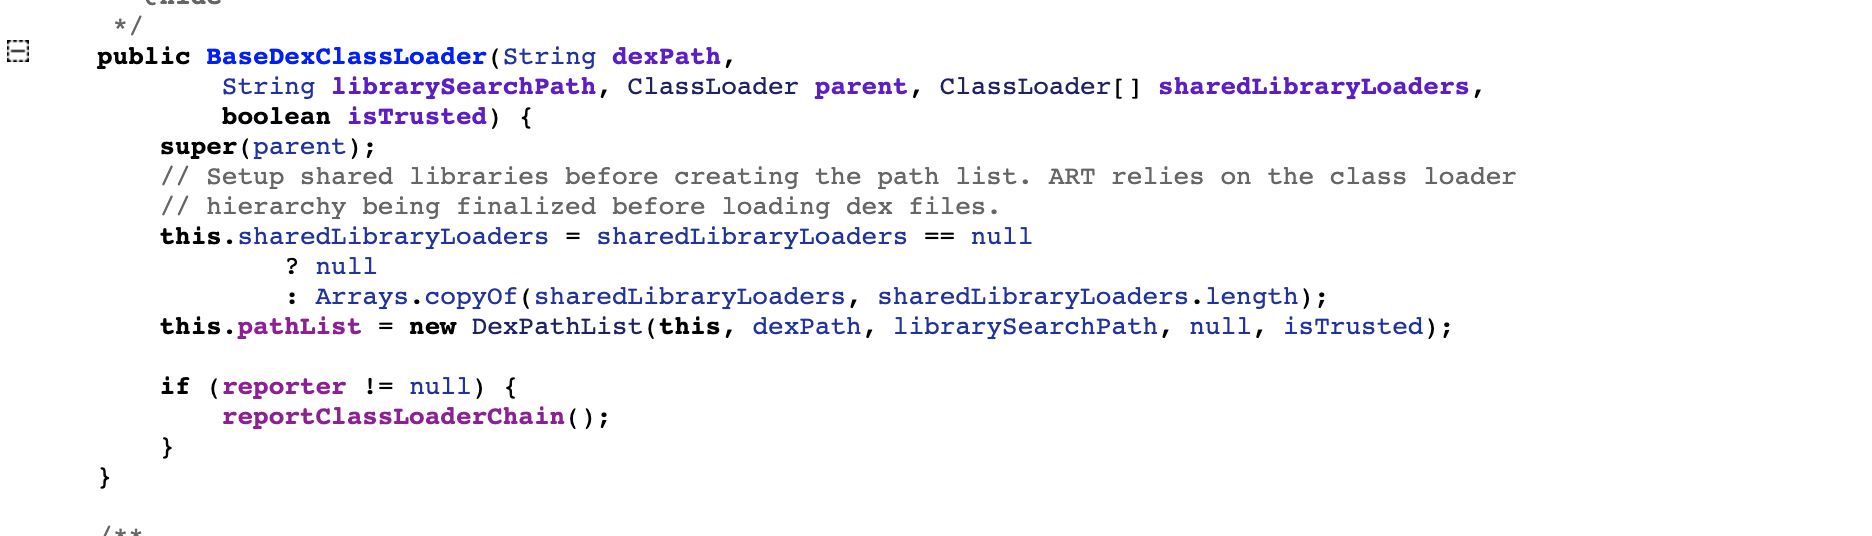 */
public BaseDexClassLoader(String dexPath,
String librarySearchPath, ClassLoader parent, ClassLoader[] sharedLibraryLoaders,
boolean isTrusted) {
super(parent);
// Setup shared libraries before creating the path list. ART relies on the class loader
// hierarchy being finalized before loading dex files.
this.sharedLibraryLoaders = sharedLibraryLoaders == null
? null
: Arrays.copyOf(sharedLibraryLoaders, sharedLibraryLoaders.length);
this.pathList = new DexPathList(this, dexPath, librarySearchPath, null, isTrusted);
if (reporter != null) {
reportClassLoaderChain();
}
}
/**